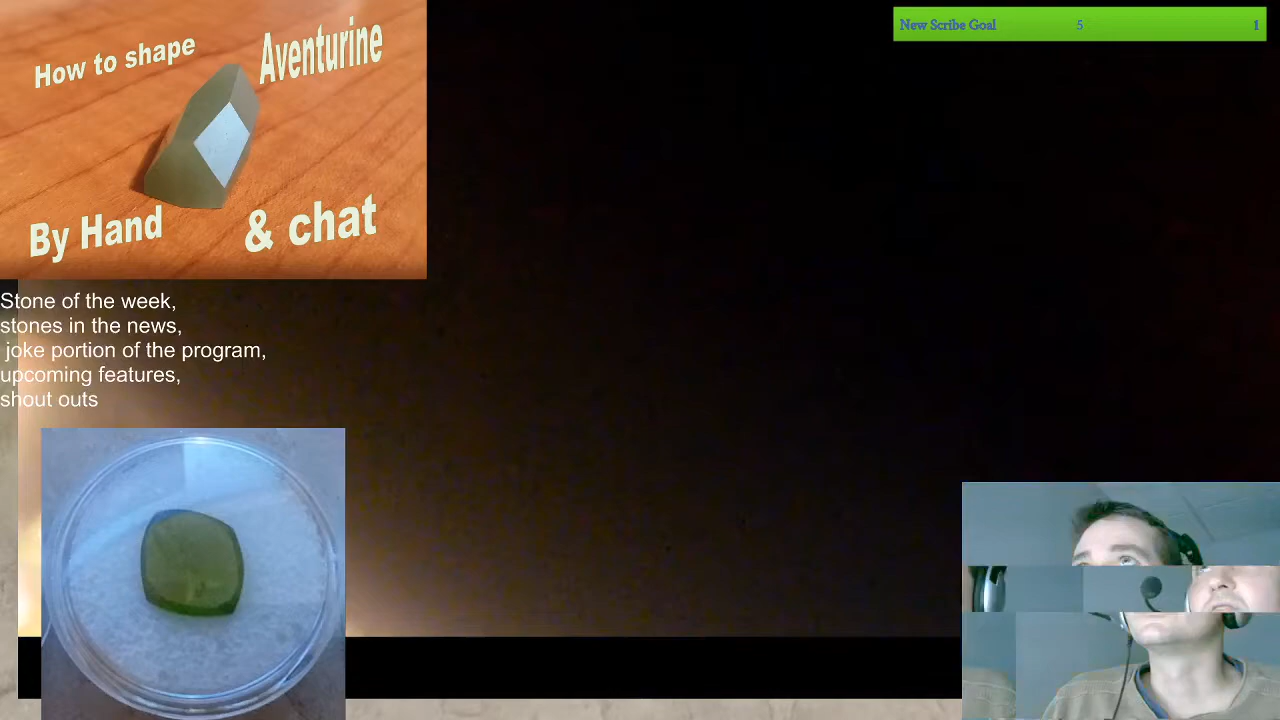 How to shape Aventurine
By Hand & chat
Stone of the week,
stones in the news,
joke portion of the program,
upcoming features,
shout outs
New Scribe Goal 5 1